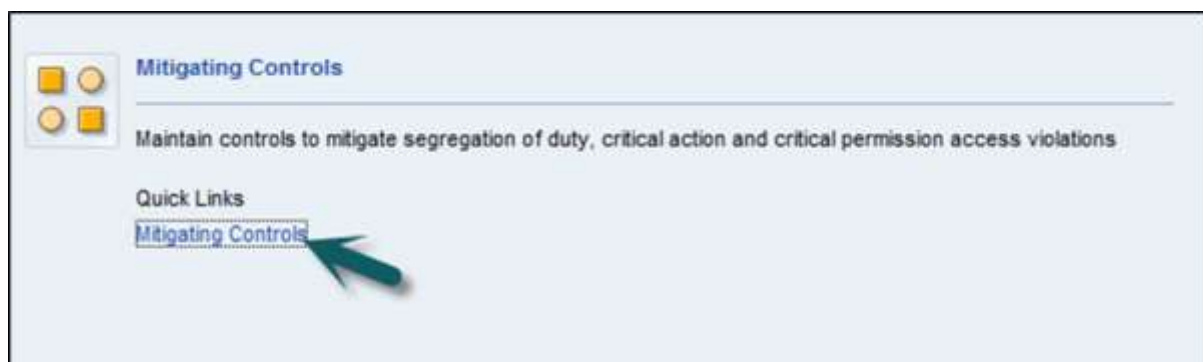 Mitigating Controls
Maintain controls to mitigate segregation of duty, critical action and critical permission access violations
Quick Links
Mitigating Controls